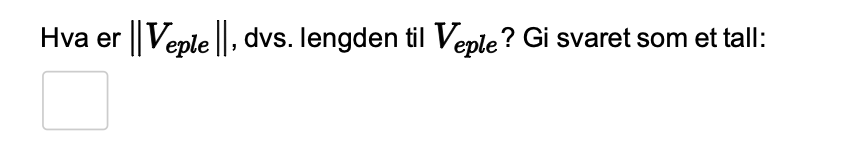 Hva er ||V_eple||, dvs. lengden til V_eple? Gi svaret som et tall: